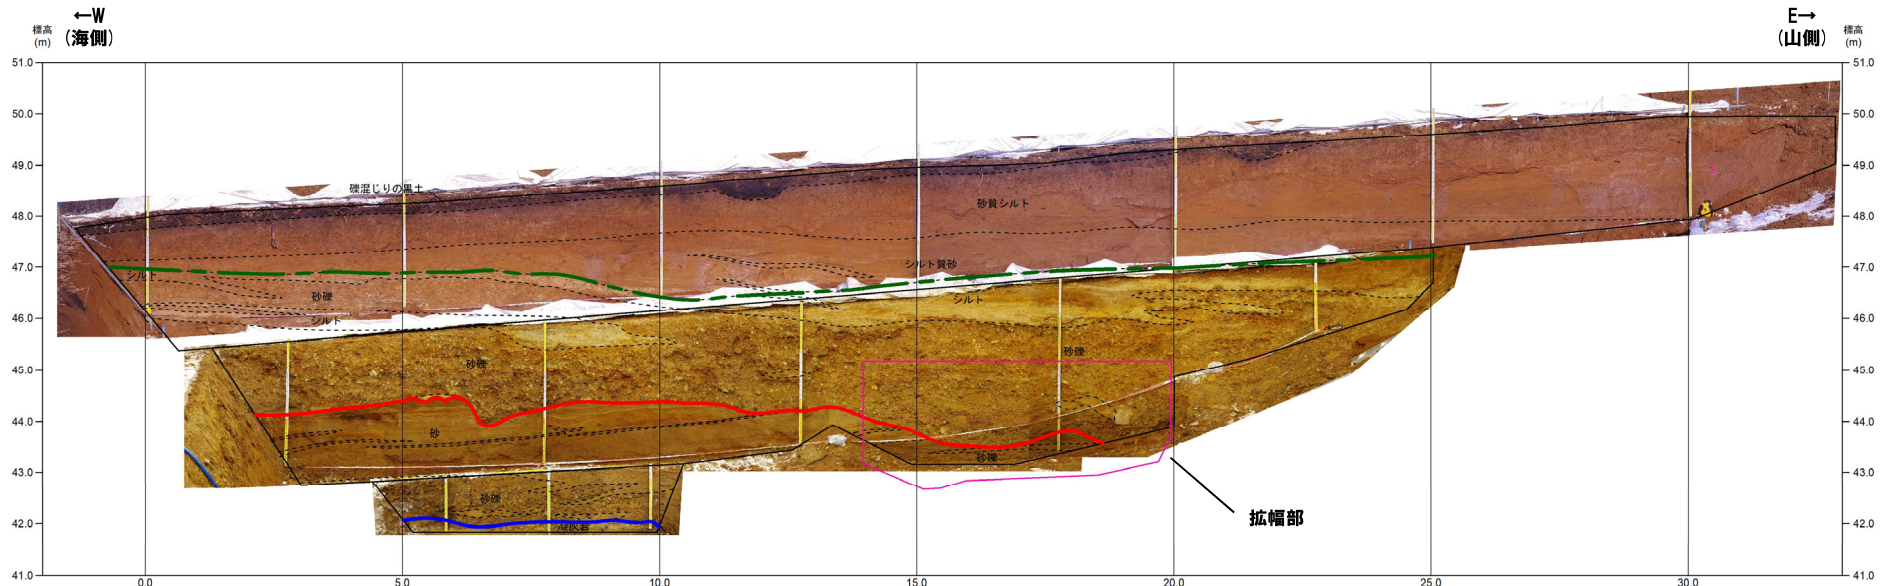 ←W
(海側)
標高
(m)
E→
(山側)
標高
(m)
51.0
51.0
50.0
50.0
49.0
49.0
48.0
48.0
47.0
47.0
46.0
46.0
45.0
45.0
44.0
44.0
43.0
43.0
42.0
42.0
41.0
41.0
礫混じりの黒土
砂質シルト
シルト質砂
シルト
砂礫
シルト
シルト
砂礫
砂礫
砂
砂礫
砂礫
凝灰岩
拡幅部
0.0
5.0
10.0
15.0
20.0
25.0
30.0